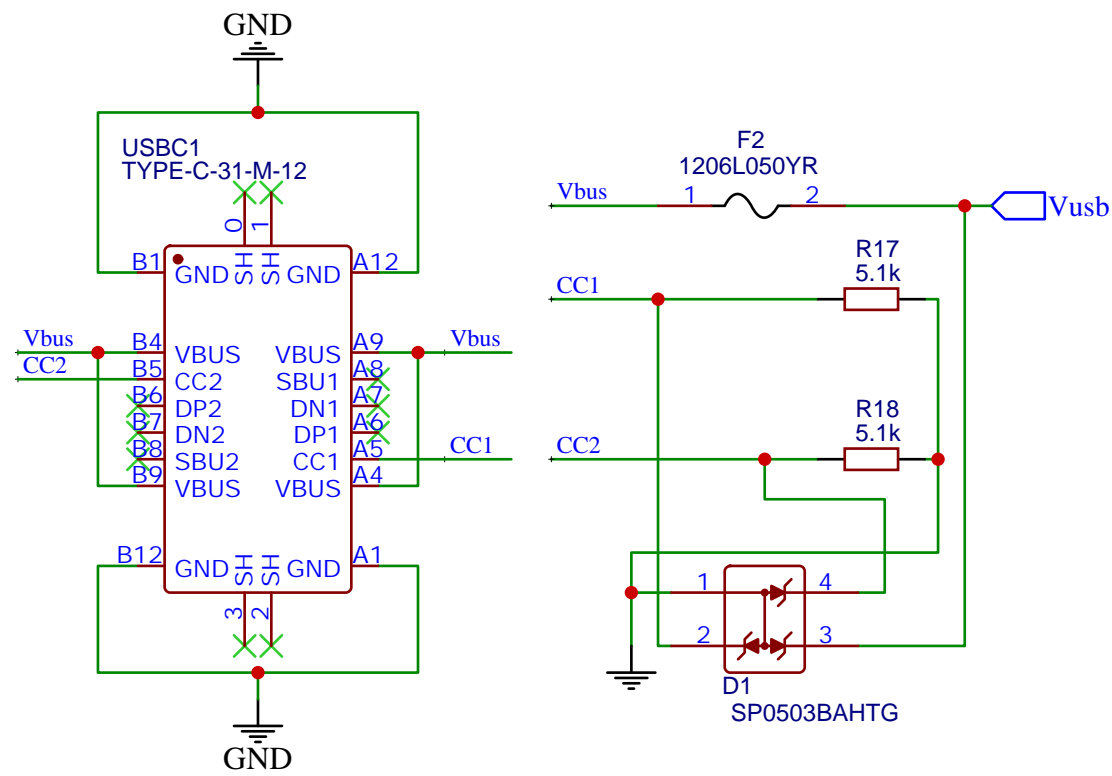 GND
USBC1
TYPE-C-31-M-12
0
1
SH
SH
B1
GND
GND
A12
Vbus
B4
VBUS
VBUS
A9
Vbus
CC2
B5
CC2
SBU1
A8
B6
DP2
DN1
A7
B7
DN2
DP1
A6
B8
SBU2
CC1
A5
CC1
B9
VBUS
VBUS
A4
B12
GND
GND
A1
SH
SH
3
2
GND
F2
1206L050YR
Vbus
1
2
Vusb
R17
5.1k
CC1
R18
5.1k
CC2
1
4
2
3
D1
SP0503BAHTG